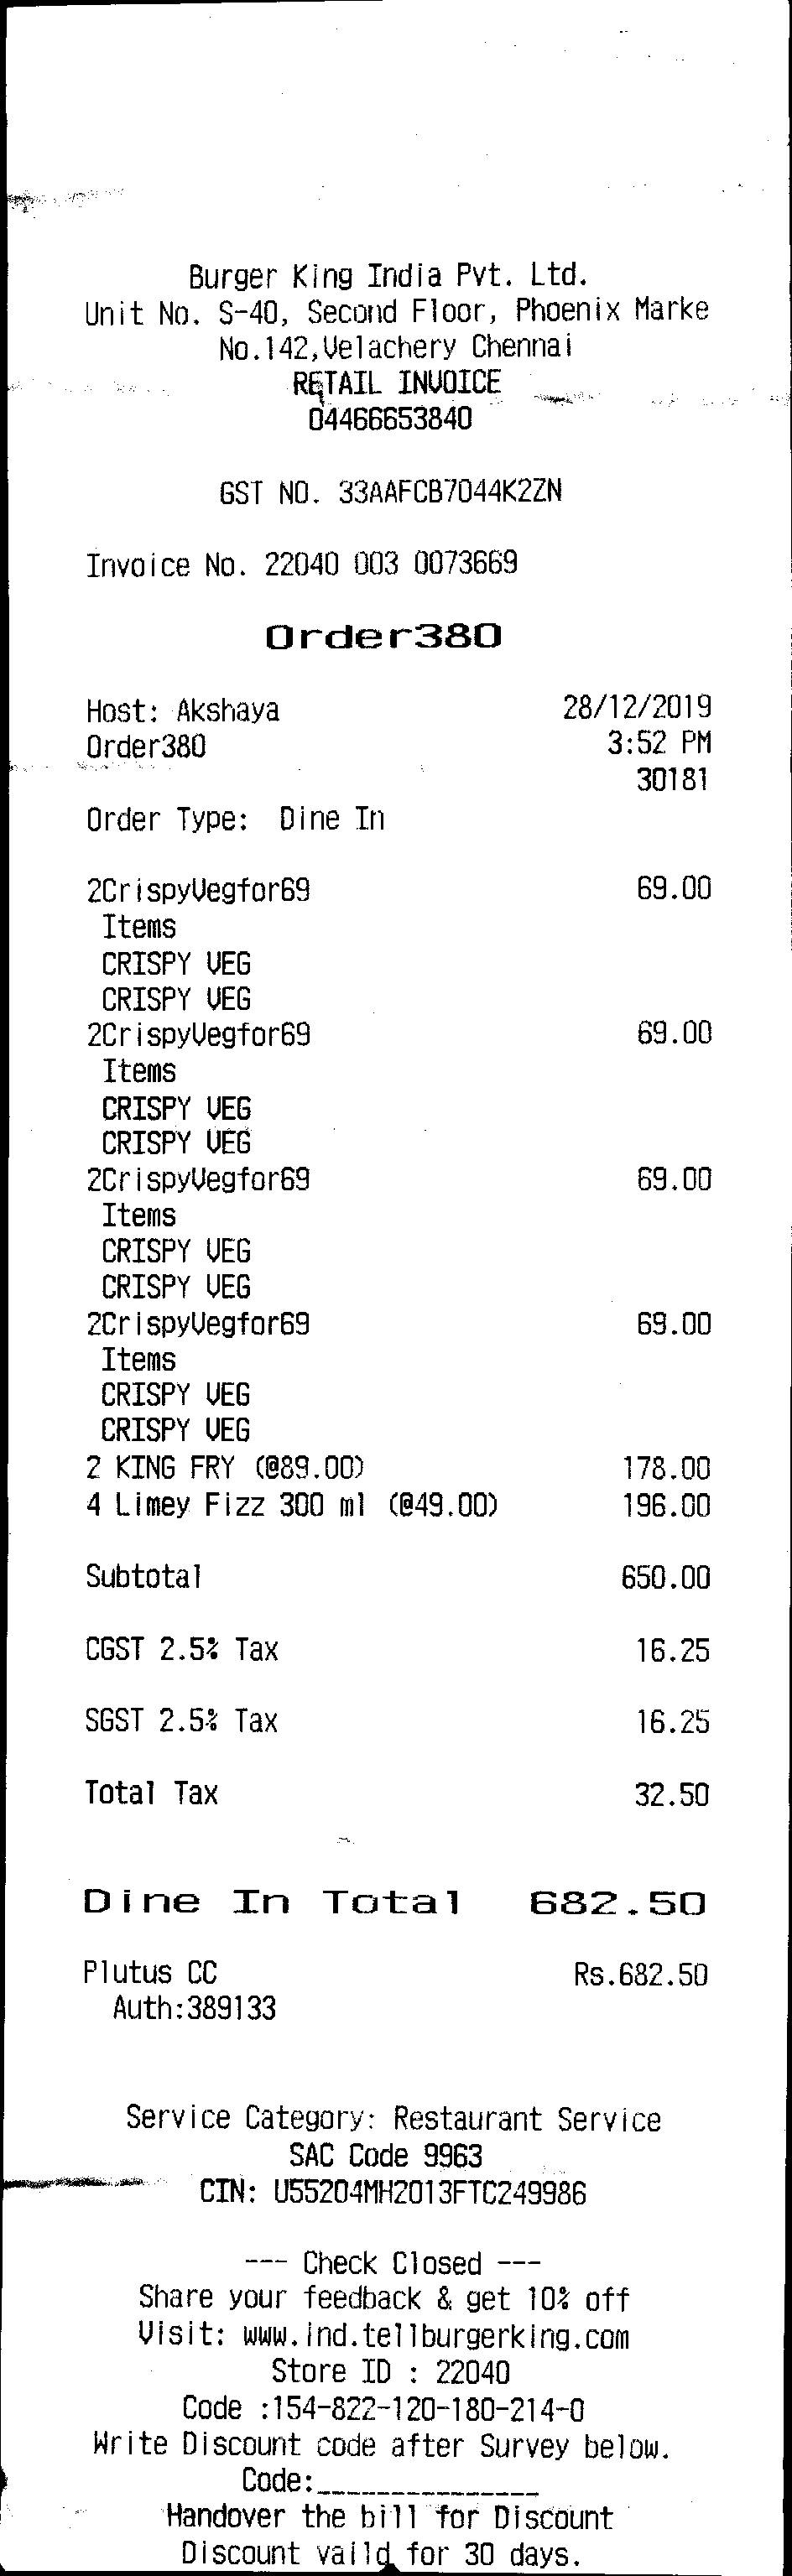 Burger King India Pvt. Ltd.
Unit No. S-40, Second Floor, Phoenix Marke
No.142,Velachery Chennai
RETAIL INVOICE
04466653840
GST NO. 33AAFCB7044K2ZN
Invoice No. 22040 003 0073669
Order380
Host: Akshaya 28/12/2019
Order380 3:52 PM
30181
Order Type: Dine In
2CrispyVegfor69 69.00
Items
CRISPY VEG
CRISPY VEG
2CrispyVegfor69 69.00
Items
CRISPY VEG
CRISPY VEG
2CrispyVegfor69 69.00
Items
CRISPY VEG
CRISPY VEG
2CrispyVegfor69 69.00
Items
CRISPY VEG
CRISPY VEG
2 KING FRY (@89.00) 178.00
4 Limey Fizz 300 ml (@49.00) 196.00
Subtotal 650.00
CGST 2.5% Tax 16.25
SGST 2.5% Tax 16.25
Total Tax 32.50
Dine In Total 682.50
Plutus CC Rs.682.50
Auth:389133
Service Category: Restaurant Service
SAC Code 9963
CIN: U55204MH2013FTC249986
--- Check Closed ---
Share your feedback & get 10% off
Visit: www.ind.tellburgerking.com
Store ID : 22040
Code :154-822-120-180-214-0
Write Discount code after Survey below.
Code:_______________
Handover the bill for Discount
Discount vaild for 30 days.